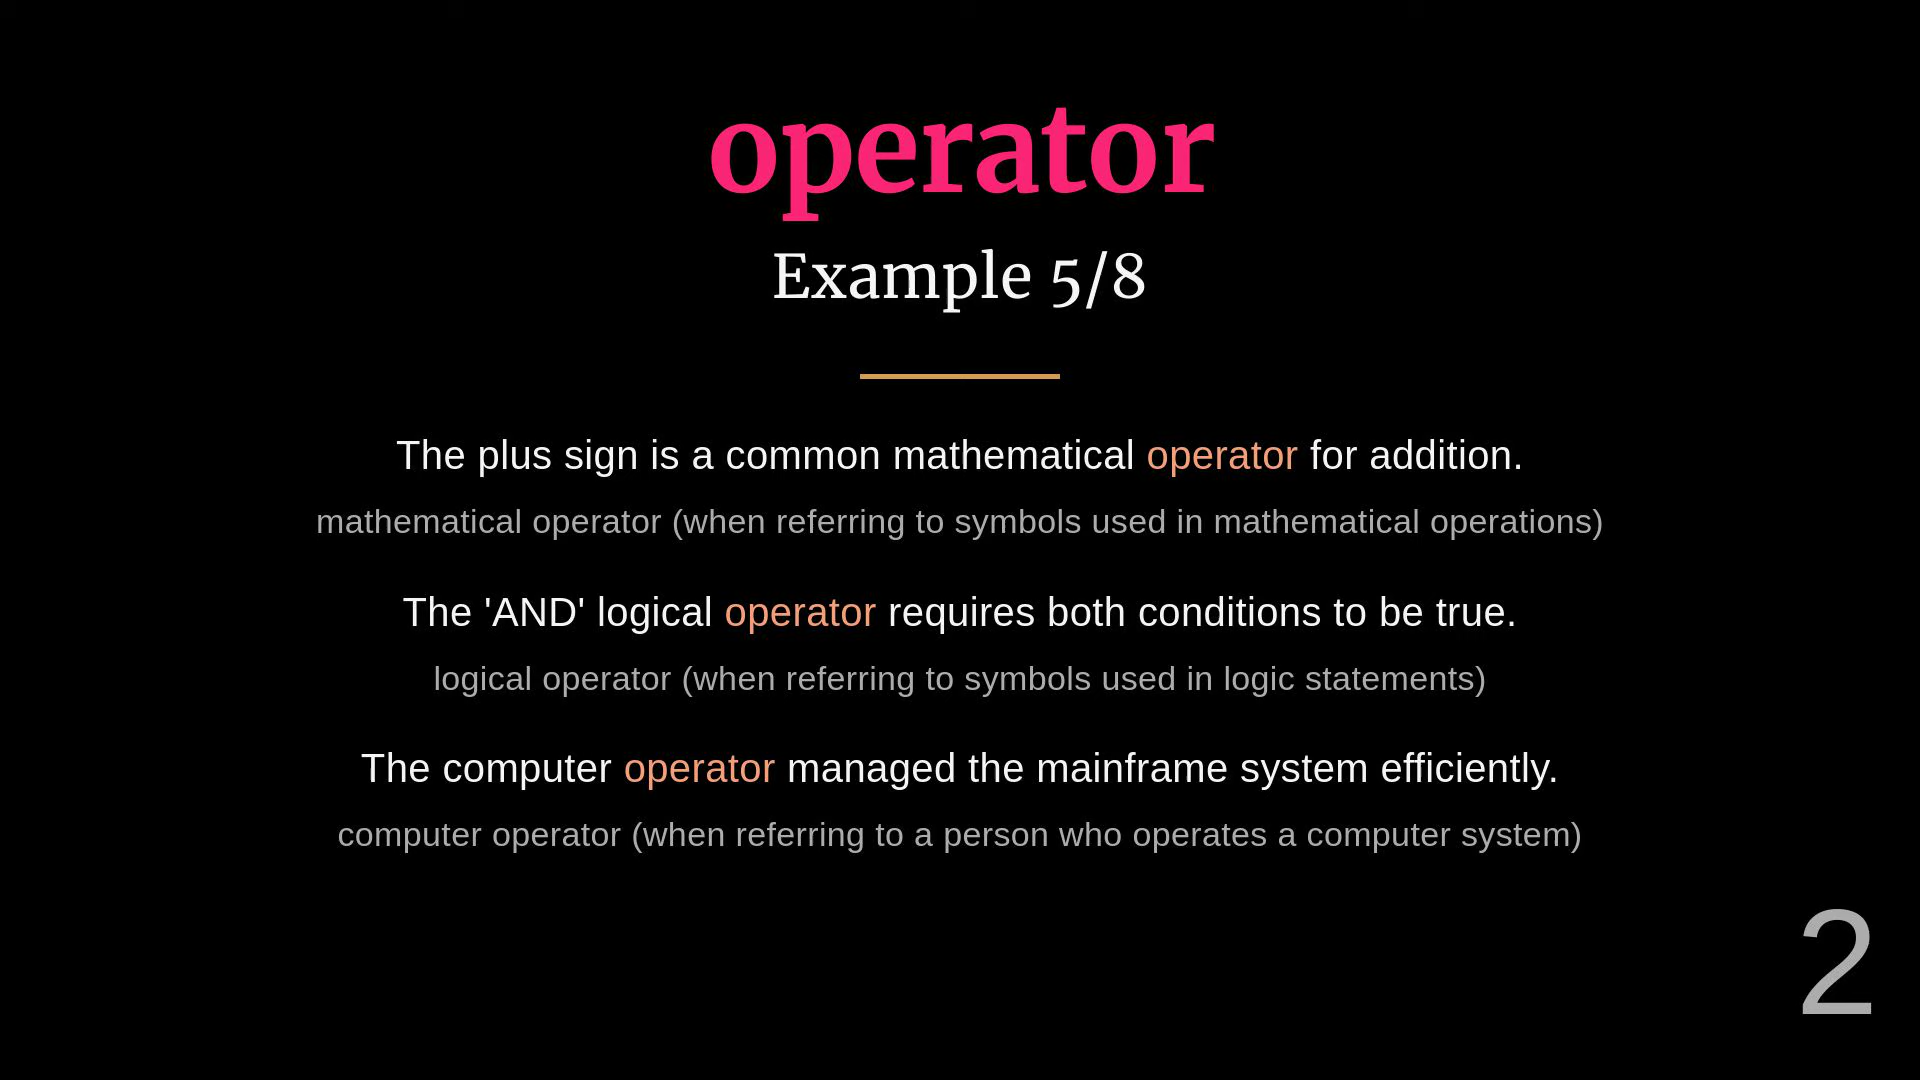 operator
Example 5/8
The plus sign is a common mathematical operator for addition.
mathematical operator (when referring to symbols used in mathematical operations)
The 'AND' logical operator requires both conditions to be true.
logical operator (when referring to symbols used in logic statements)
The computer operator managed the mainframe system efficiently.
computer operator (when referring to a person who operates a computer system)
2